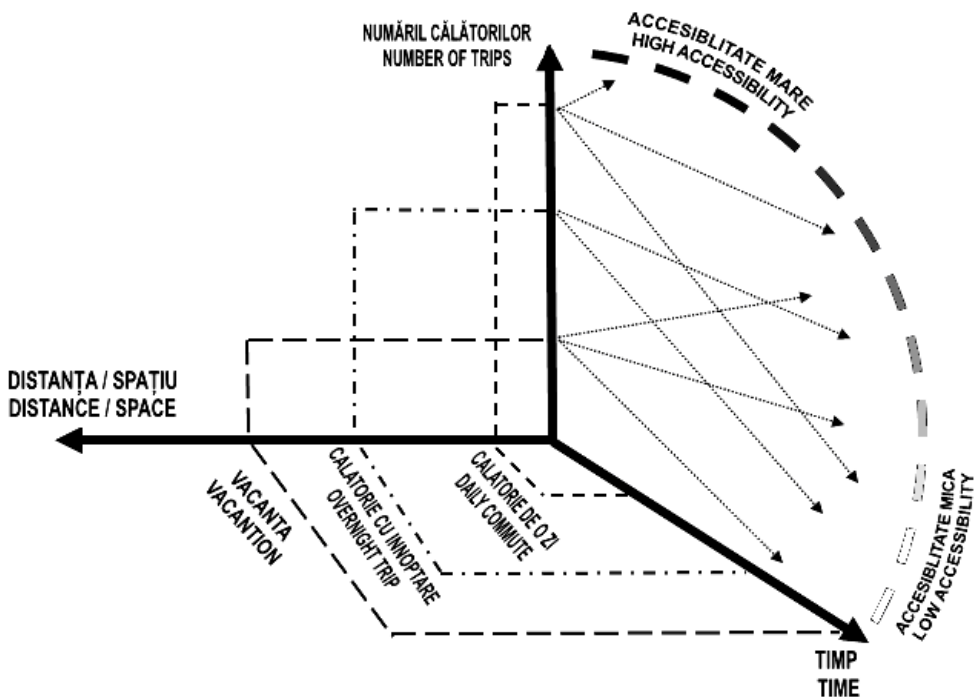 NUMĂRIL CĂLĂTORILOR
NUMBER OF TRIPS
ACCESIBLITATE MARE
HIGH ACCESSIBILITY
DISTANȚA / SPAȚIU
DISTANCE / SPACE
VACANTA
VACANTION
CALATORIE CU INNOPTARE
OVERNIGHT TRIP
CALATORIE DE O ZI
DAILY COMMUTE
ACCESIBLITATE MICA
LOW ACCESSIBILITY
TIMP
TIME